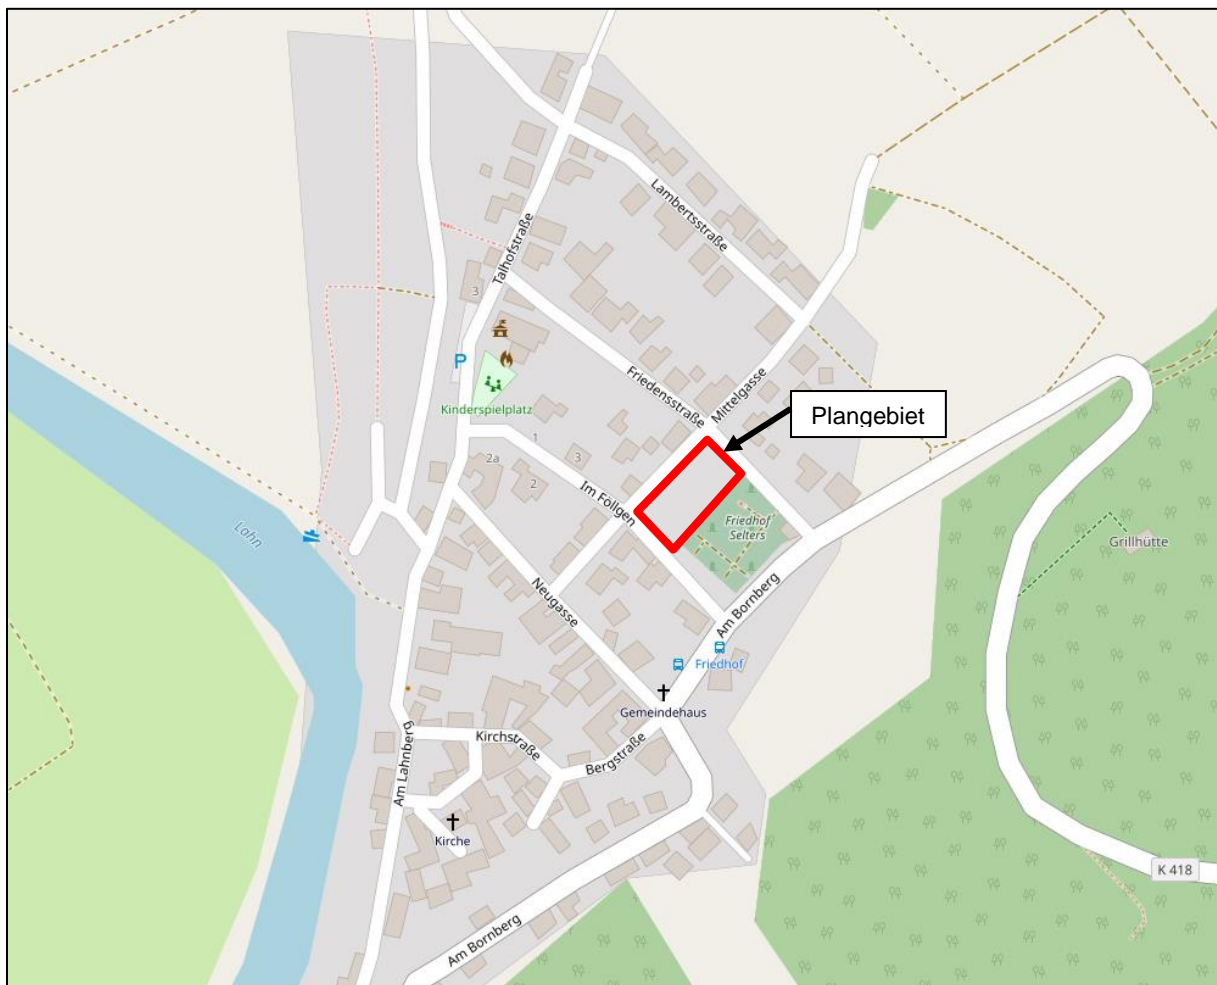 Lambertsstraße
Talhofstraße
3
P
Kinderspielplatz
Friedensstraße
Mittelgasse
Plangebiet
1
2a
3
2
Im Föllgen
Friedhof
Selters
Lahn
Grillhütte
Neugasse
Am Bornberg
Friedhof
Gemeindehaus
Kirchstraße
Bergstraße
Am Lahnberg
Kirche
K 418
Am Bornberg